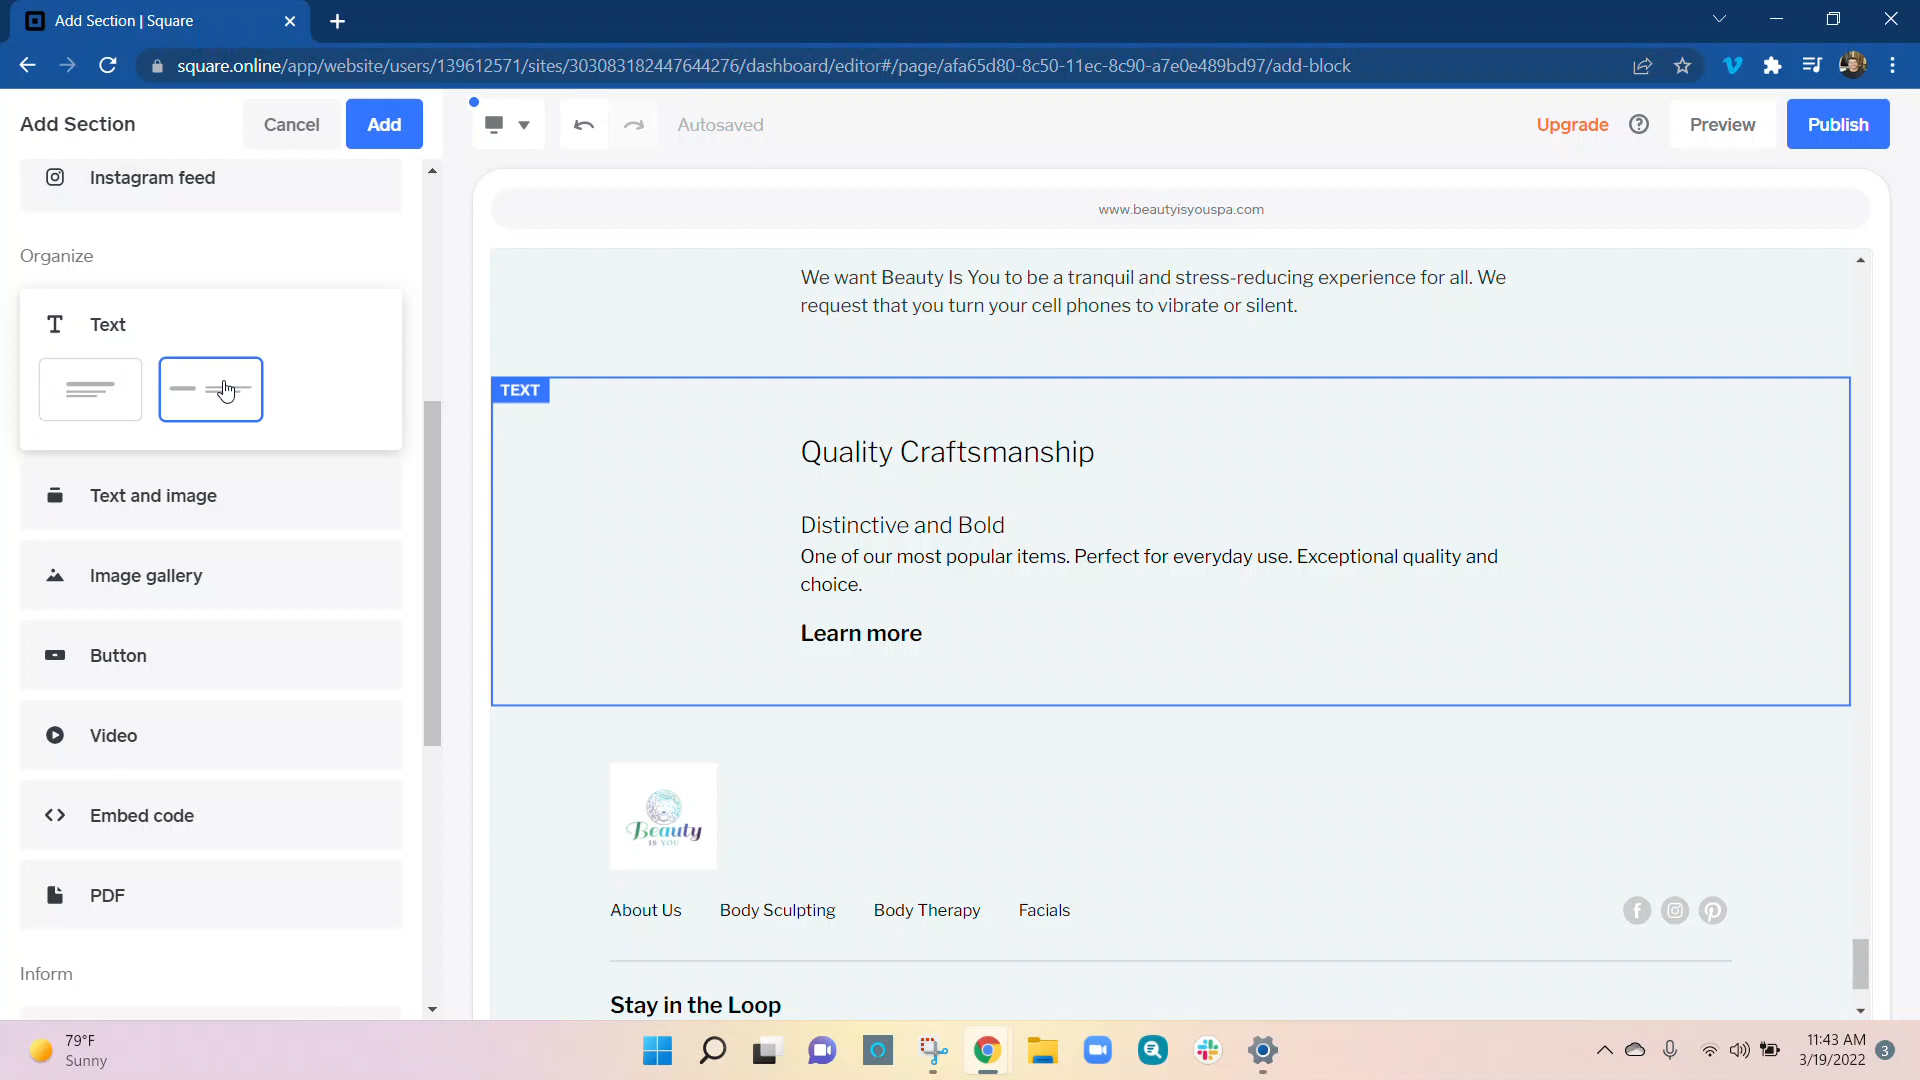 Add Section | Square
square.online/app/website/users/139612571/sites/303083182447644276/dashboard/editor#/page/afa65d80-8c50-11ec-8c90-a7e0e489bd97/add-block
Add Section
Cancel
Add
Autosaved
Upgrade
Preview
Publish
Instagram feed
Organize
Text
Text and image
Image gallery
Button
Video
Embed code
PDF
Inform
www.beautyisyouspa.com
We want Beauty Is You to be a tranquil and stress-reducing experience for all. We
request that you turn your cell phones to vibrate or silent.
TEXT
Quality Craftsmanship
Distinctive and Bold
One of our most popular items. Perfect for everyday use. Exceptional quality and
choice.
Learn more
Beauty
IS YOU
About Us
Body Sculpting
Body Therapy
Facials
Stay in the Loop
79°F
Sunny
11:43 AM
3/19/2022
3